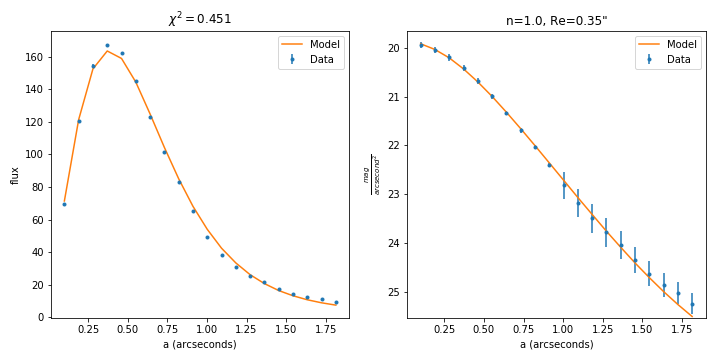 χ² = 0.451
flux
160
140
120
100
80
60
40
20
0
Model
Data
0.25 0.50 0.75 1.00 1.25 1.50 1.75
a (arcseconds)
n=1.0, Re=0.35"
mag
arcsecond²
20
21
22
23
24
25
Model
Data
0.25 0.50 0.75 1.00 1.25 1.50 1.75
a (arcseconds)